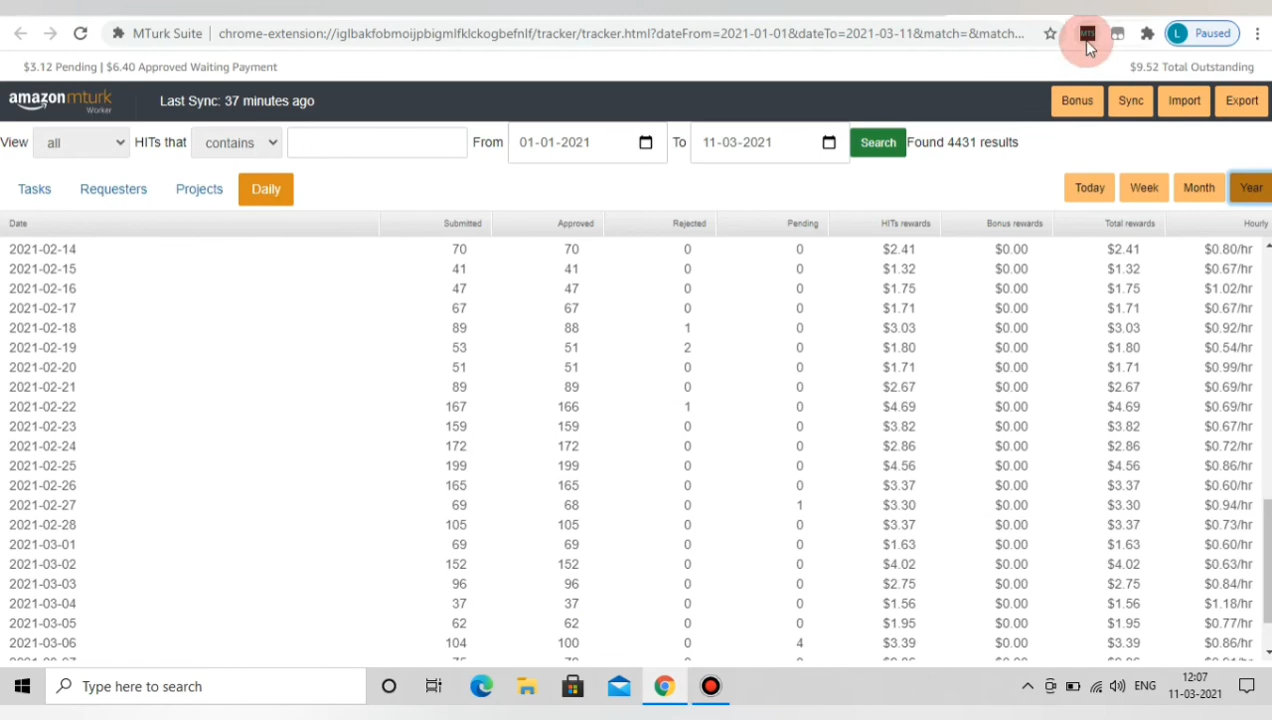 MTurk Suite chrome-extension://iglbakfobmoijpbigmlfklckogbefnlf/tracker/tracker.html?dateFrom=2021-01-01&dateTo=2021-03-11&match=&match... MTS L Paused
$3.12 Pending | $6.40 Approved Waiting Payment $9.52 Total Outstanding
amazon mturk Worker Last Sync: 37 minutes ago Bonus Sync Import Export
View all HITs that contains From 01-01-2021 To 11-03-2021 Search Found 4431 results
Tasks Requesters Projects Daily Today Week Month Year
Date Submitted Approved Rejected Pending HITs rewards Bonus rewards Total rewards Hourly
2021-02-14 70 70 0 0 $2.41 $0.00 $2.41 $0.80/hr
2021-02-15 41 41 0 0 $1.32 $0.00 $1.32 $0.67/hr
2021-02-16 47 47 0 0 $1.75 $0.00 $1.75 $1.02/hr
2021-02-17 67 67 0 0 $1.71 $0.00 $1.71 $0.67/hr
2021-02-18 89 88 1 0 $3.03 $0.00 $3.03 $0.92/hr
2021-02-19 53 51 2 0 $1.80 $0.00 $1.80 $0.54/hr
2021-02-20 51 51 0 0 $1.71 $0.00 $1.71 $0.99/hr
2021-02-21 89 89 0 0 $2.67 $0.00 $2.67 $0.69/hr
2021-02-22 167 166 1 0 $4.69 $0.00 $4.69 $0.69/hr
2021-02-23 159 159 0 0 $3.82 $0.00 $3.82 $0.67/hr
2021-02-24 172 172 0 0 $2.86 $0.00 $2.86 $0.72/hr
2021-02-25 199 199 0 0 $4.56 $0.00 $4.56 $0.86/hr
2021-02-26 165 165 0 0 $3.37 $0.00 $3.37 $0.60/hr
2021-02-27 69 68 0 1 $3.30 $0.00 $3.30 $0.94/hr
2021-02-28 105 105 0 0 $3.37 $0.00 $3.37 $0.73/hr
2021-03-01 69 69 0 0 $1.63 $0.00 $1.63 $0.60/hr
2021-03-02 152 152 0 0 $4.02 $0.00 $4.02 $0.63/hr
2021-03-03 96 96 0 0 $2.75 $0.00 $2.75 $0.84/hr
2021-03-04 37 37 0 0 $1.56 $0.00 $1.56 $1.18/hr
2021-03-05 62 62 0 0 $1.95 $0.00 $1.95 $0.77/hr
2021-03-06 104 100 0 4 $3.39 $0.00 $3.39 $0.86/hr
Type here to search ENG 12:07
11-03-2021